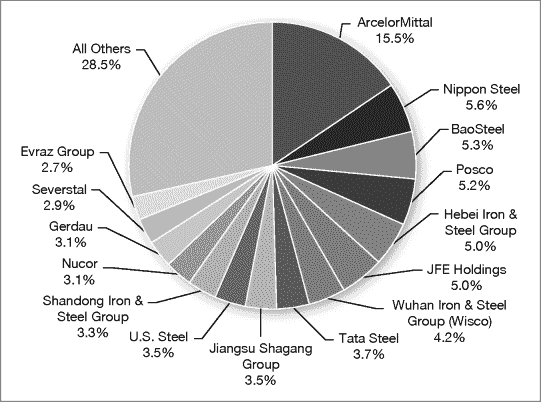 ArcelorMittal
15.5%
Nippon Steel
5.6%
BaoSteel
5.3%
Posco
5.2%
Hebei Iron &
Steel Group
5.0%
JFE Holdings
5.0%
Wuhan Iron & Steel
Group (Wisco)
4.2%
Tata Steel
3.7%
Jiangsu Shagang
Group
3.5%
U.S. Steel
3.5%
Shandong Iron &
Steel Group
3.3%
Nucor
3.1%
Gerdau
3.1%
Severstal
2.9%
Evraz Group
2.7%
All Others
28.5%